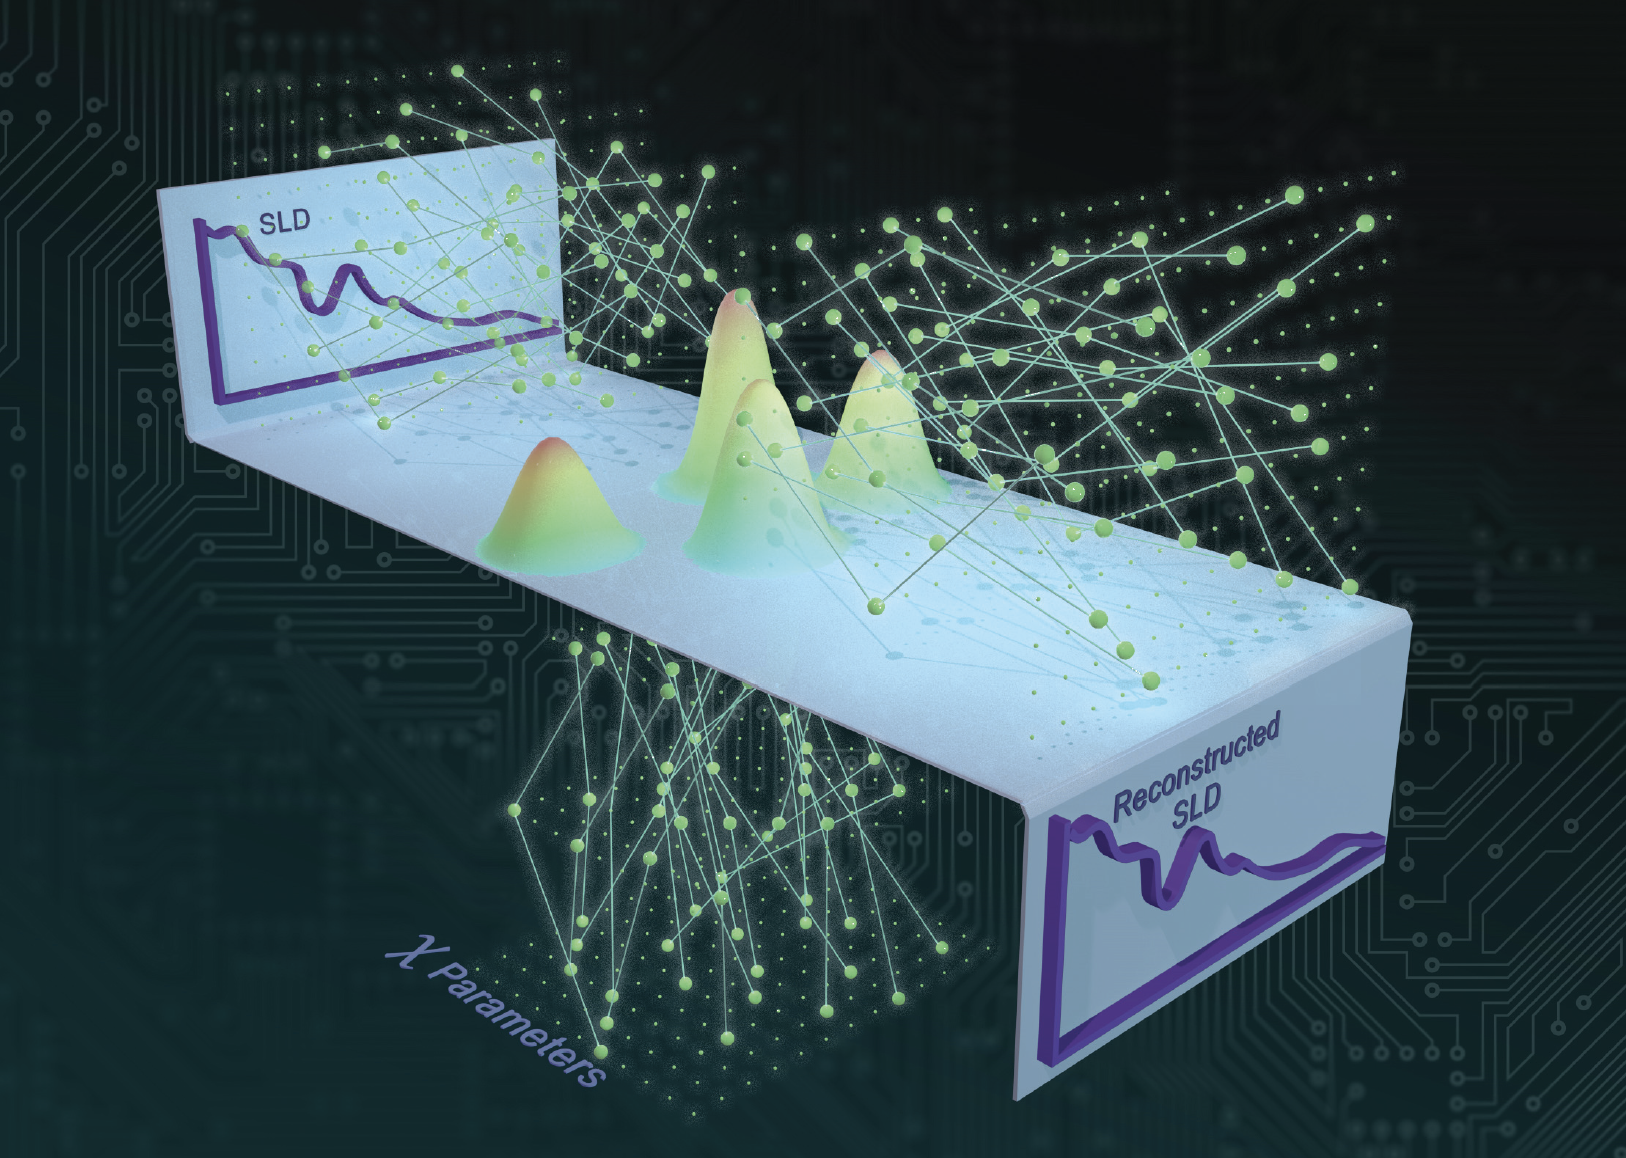 SLD
Reconstructed
SLD
χ Parameters